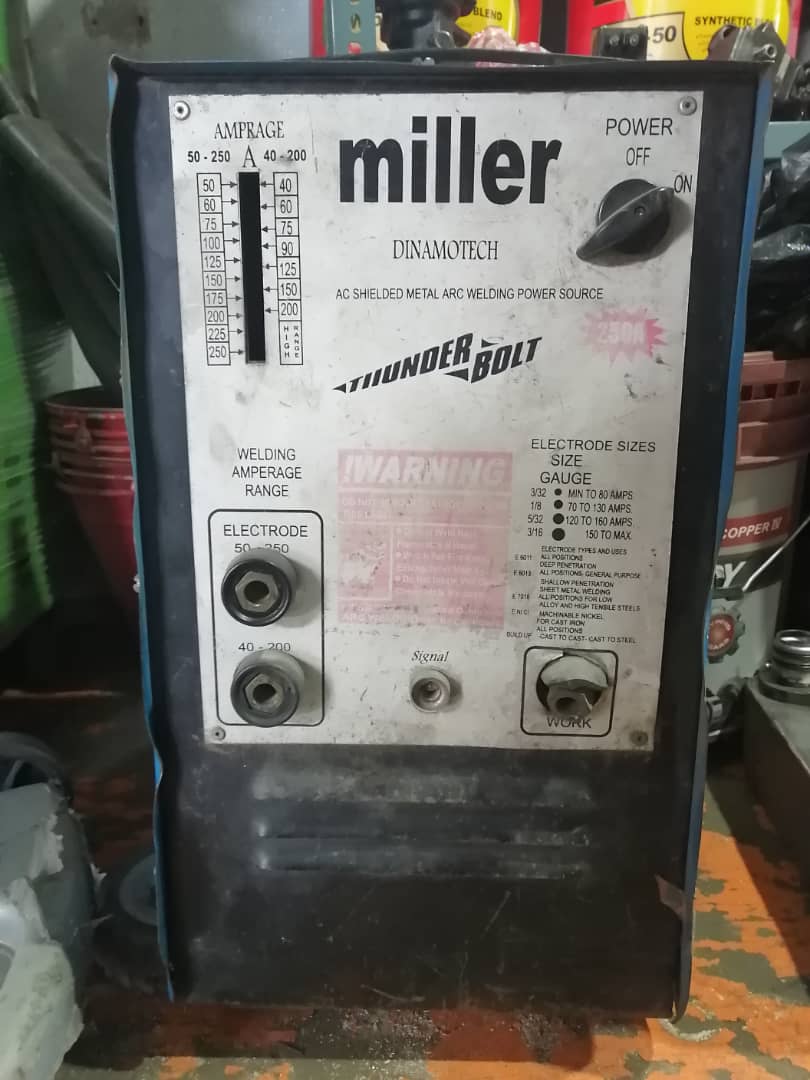 BLEND
SYNTHETIC
50
AMPRAGE
50 - 250 A 40 - 200
50
60
75
100
125
150
175
200
225
250
40
60
75
90
125
150
200
HIGH
RANGE
miller
DINAMOTECH
POWER
OFF
ON
AC SHIELDED METAL ARC WELDING POWER SOURCE
250A
THUNDER
BOLT
WELDING
AMPERAGE
RANGE
ELECTRODE
50 - 250
40 - 200
!WARNING
Signal
ELECTRODE SIZES
SIZE
GAUGE
3/32 MIN TO 80 AMPS.
1/8 70 TO 130 AMPS.
5/32 120 TO 160 AMPS.
3/16 150 TO MAX.
ELECTRODE TYPES AND USES
E 6011 ALL POSITIONS
DEEP PENETRATION
E 6013 ALL POSITIONS: GENERAL PURPOSE
SHALLOW PENETRATION
SHEET METAL WELDING
E 7018 ALL POSITIONS FOR LOW
ALLOY AND HIGH TENSILE STEELS
MACHINABLE NICKEL
FOR CAST IRON
ALL POSITIONS
BUILD UP -CAST TO CAST- CAST TO STEEL
WORK
COPPER